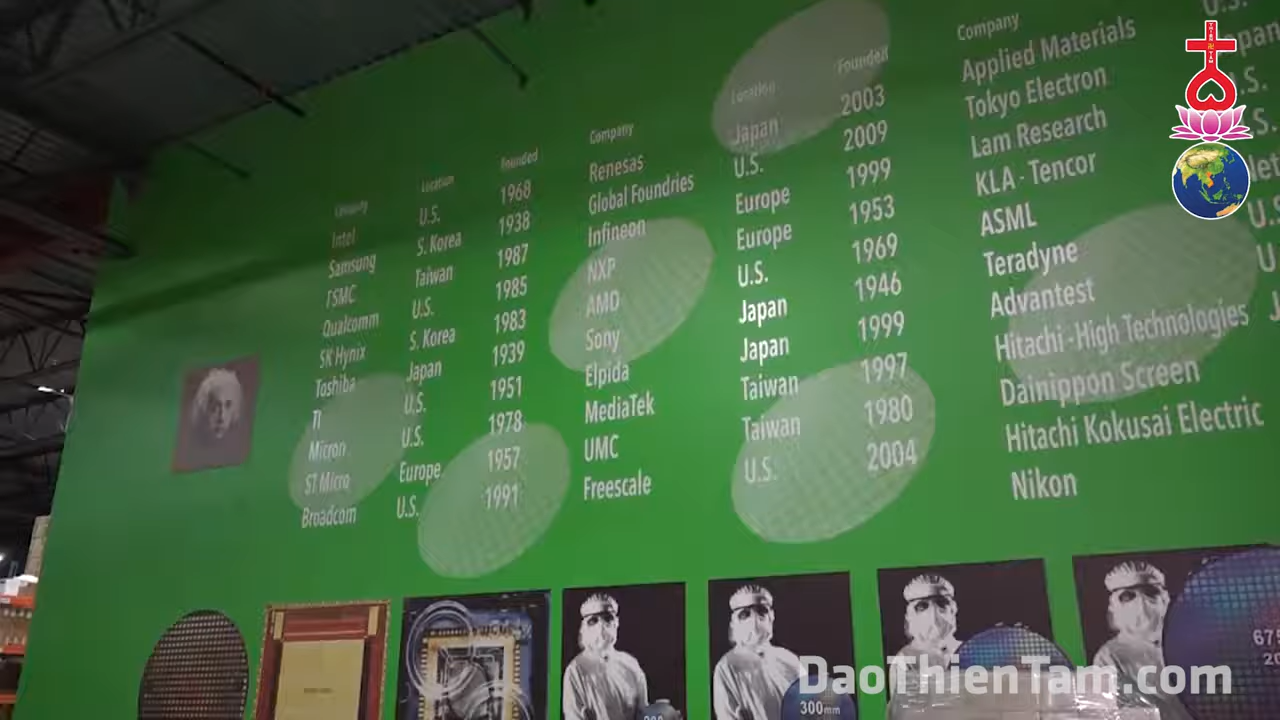 Company Location Founded
Intel U.S. 1968
Samsung S. Korea 1938
TSMC Taiwan 1987
Qualcomm U.S. 1985
SK Hynix S. Korea 1983
Toshiba Japan 1939
TI U.S. 1951
Micron U.S. 1978
ST Micro Europe 1957
Broadcom U.S. 1991
Company Location Founded
Renesas Japan 2003
Global Foundries U.S. 2009
Infineon Europe 1999
NXP Europe 1953
AMD U.S. 1969
Sony Japan 1946
Elpida Japan 1999
MediaTek Taiwan 1997
UMC Taiwan 1980
Freescale U.S. 2004
Company
Applied Materials
Tokyo Electron
Lam Research
KLA - Tencor
ASML
Teradyne
Advantest
Hitachi - High Technologies
Dainippon Screen
Hitachi Kokusai Electric
Nikon
300mm
DaoThienTam.com